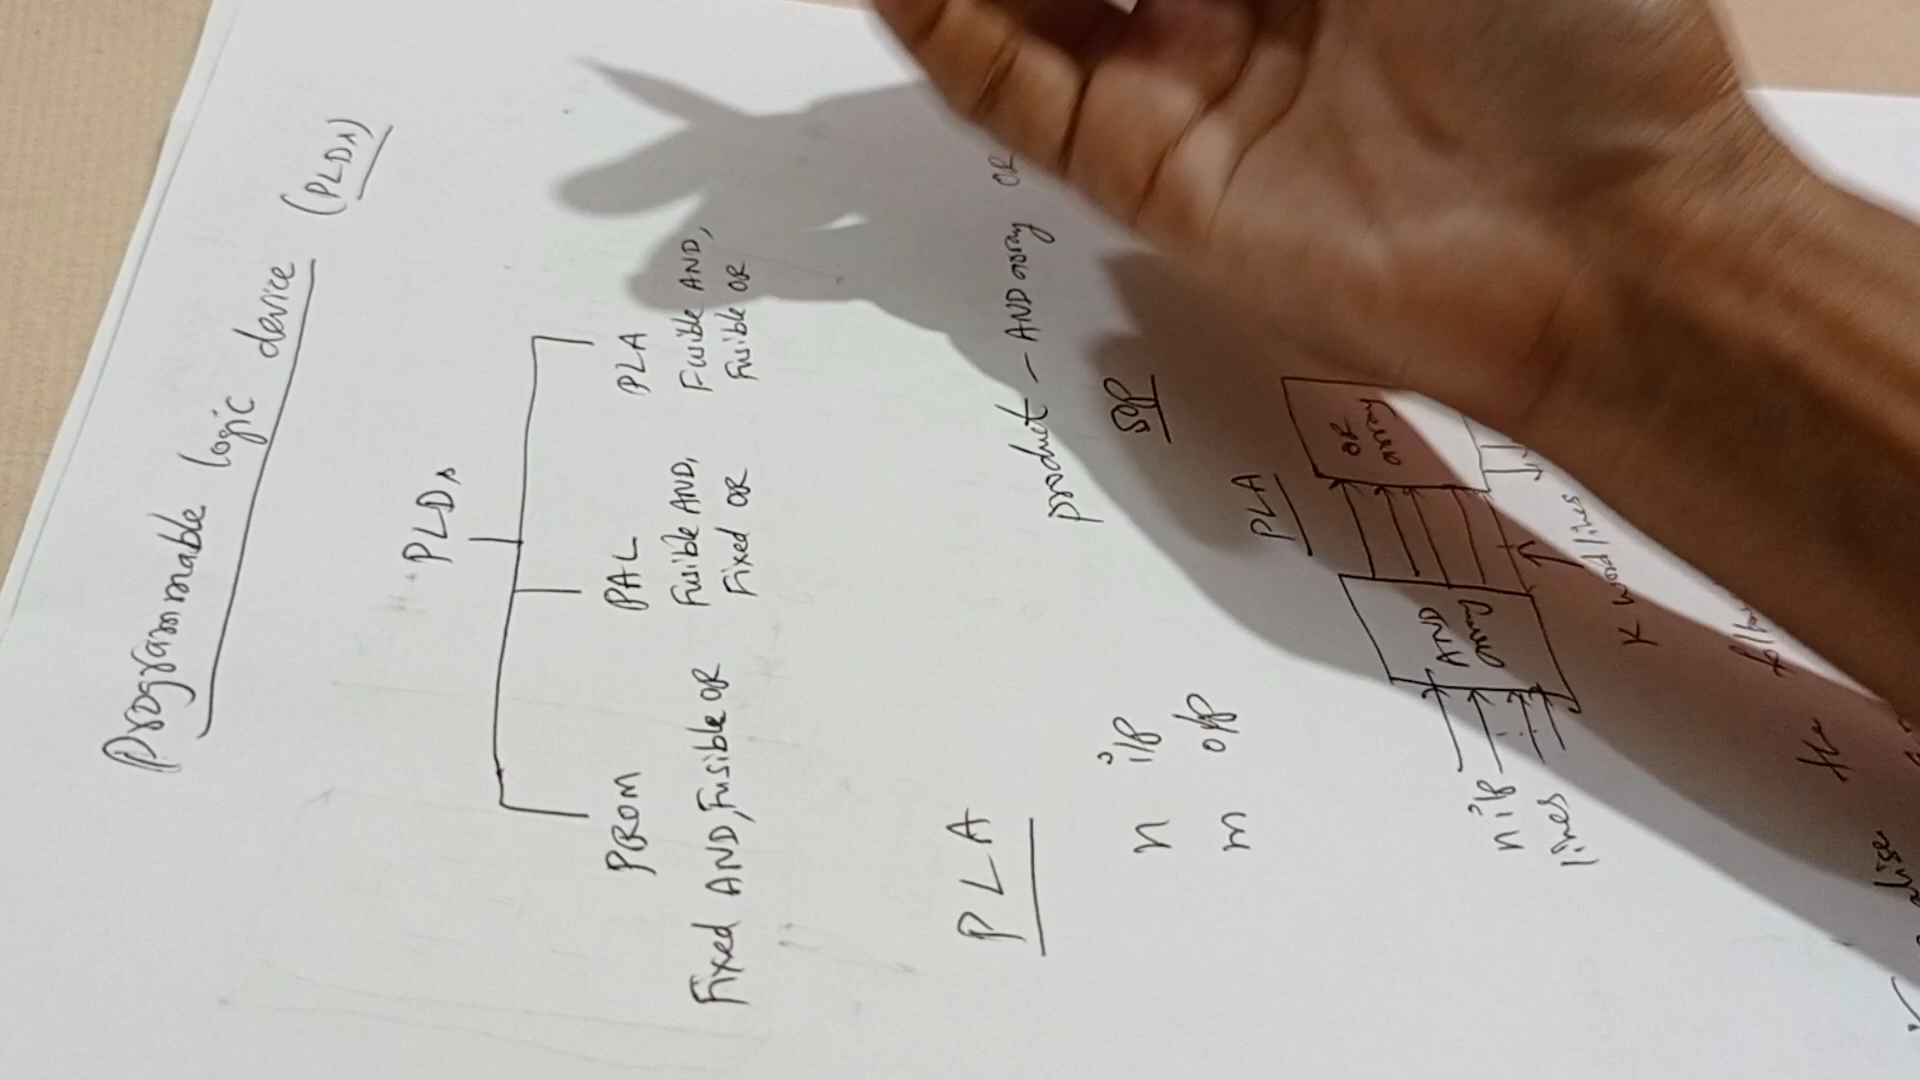 Programmable logic device (PLDs)
PLDs
PROM PAL PLA
Fixed AND, Fusible OR
Fusible AND,
Fixed OR
Fusible AND,
Fusible OR
PLA
product - AND array OR
n i/p
SOP
m o/p
PLA
n i/p
lines
AND
array
OR
array
K word lines
the